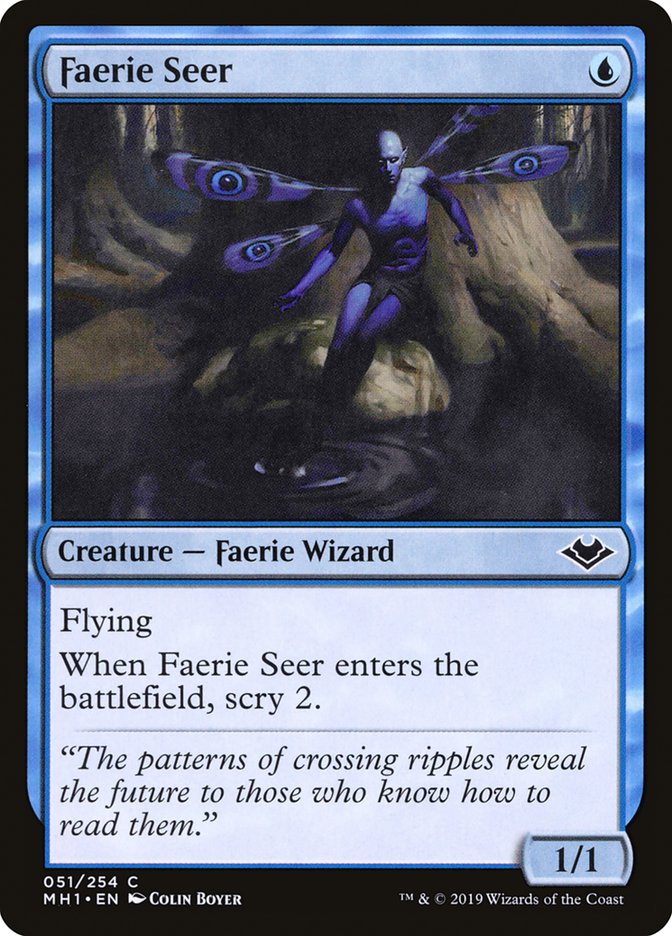 Faerie Seer
Creature — Faerie Wizard
Flying
When Faerie Seer enters the
battlefield, scry 2.
“The patterns of crossing ripples reveal
the future to those who know how to
read them.”
1/1
051/254 C
MH1 • EN Colin Boyer
™ & © 2019 Wizards of the Coast